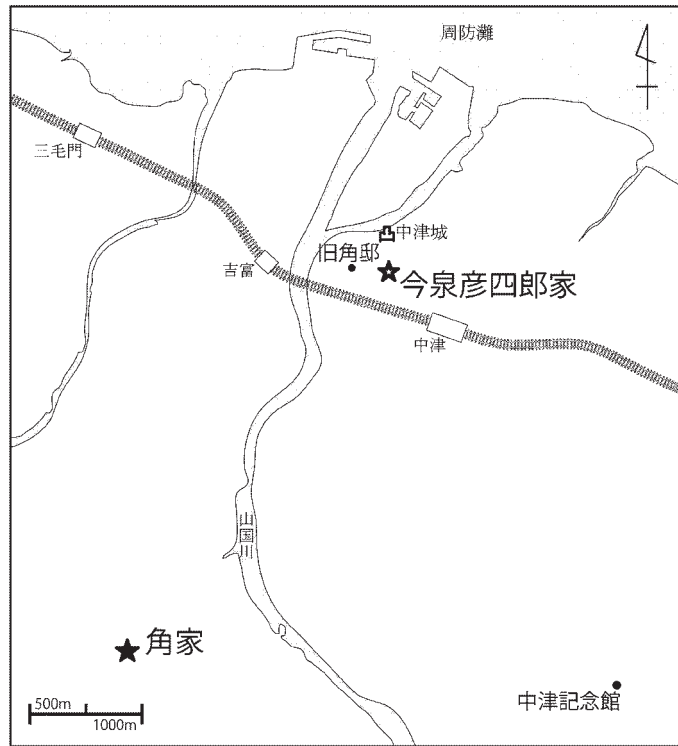 周防灘
三毛門
中津城
旧角邸
吉富
今泉彦四郎家
中津
山国川
角家
中津記念館
500m
1000m